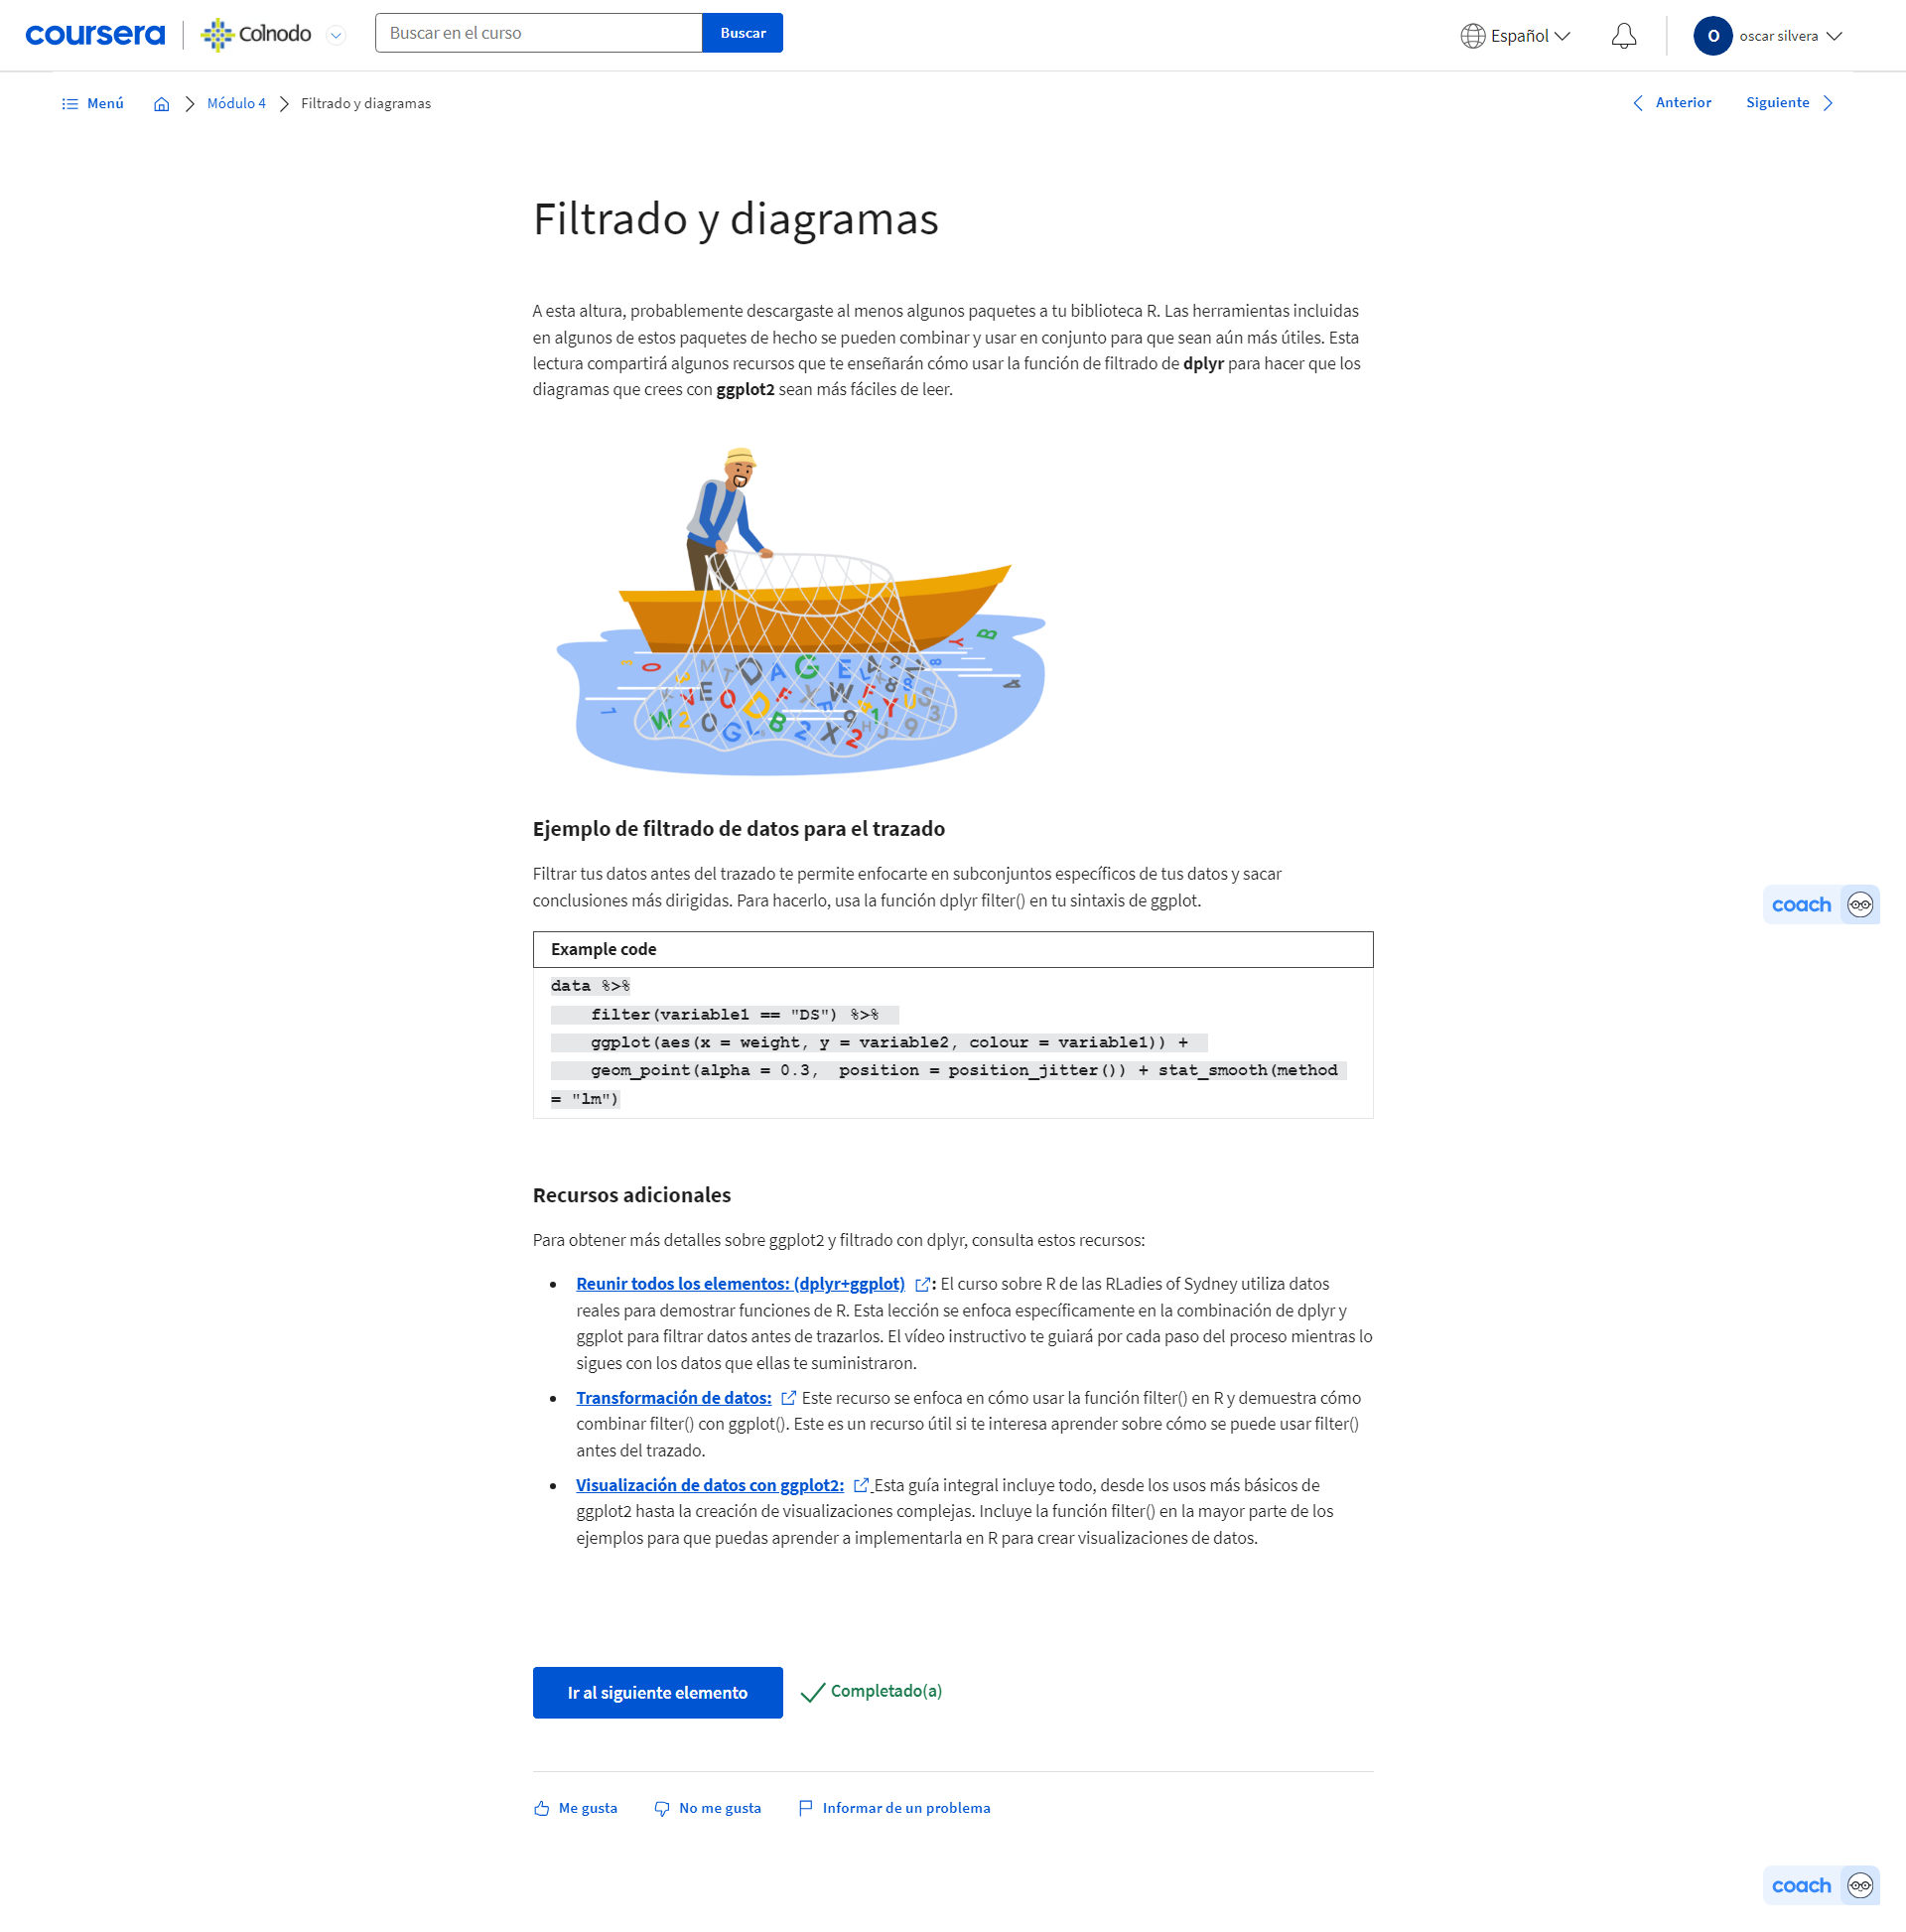 coursera
Colnodo
Buscar en el curso
Buscar
Español
O
oscar silvera
Menú
Módulo 4
Filtrado y diagramas
Anterior
Siguiente
Filtrado y diagramas
A esta altura, probablemente descargaste al menos algunos paquetes a tu biblioteca R. Las herramientas incluidas
en algunos de estos paquetes de hecho se pueden combinar y usar en conjunto para que sean aún más útiles. Esta
lectura compartirá algunos recursos que te enseñarán cómo usar la función de filtrado de dplyr para hacer que los
diagramas que crees con ggplot2 sean más fáciles de leer.
Ejemplo de filtrado de datos para el trazado
Filtrar tus datos antes del trazado te permite enfocarte en subconjuntos específicos de tus datos y sacar
conclusiones más dirigidas. Para hacerlo, usa la función dplyr filter() en tu sintaxis de ggplot.
coach
Example code
data %>%
filter(variable1 == "DS") %>%
ggplot(aes(x = weight, y = variable2, colour = variable1)) +
geom_point(alpha = 0.3,  position = position_jitter()) + stat_smooth(method
= "lm")
Recursos adicionales
Para obtener más detalles sobre ggplot2 y filtrado con dplyr, consulta estos recursos:
Reunir todos los elementos: (dplyr+ggplot) : El curso sobre R de las RLadies of Sydney utiliza datos
reales para demostrar funciones de R. Esta lección se enfoca específicamente en la combinación de dplyr y
ggplot para filtrar datos antes de trazarlos. El vídeo instructivo te guiará por cada paso del proceso mientras lo
sigues con los datos que ellas te suministraron.
Transformación de datos: Este recurso se enfoca en cómo usar la función filter() en R y demuestra cómo
combinar filter() con ggplot(). Este es un recurso útil si te interesa aprender sobre cómo se puede usar filter()
antes del trazado.
Visualización de datos con ggplot2: Esta guía integral incluye todo, desde los usos más básicos de
ggplot2 hasta la creación de visualizaciones complejas. Incluye la función filter() en la mayor parte de los
ejemplos para que puedas aprender a implementarla en R para crear visualizaciones de datos.
Ir al siguiente elemento
Completado(a)
Me gusta
No me gusta
Informar de un problema
coach